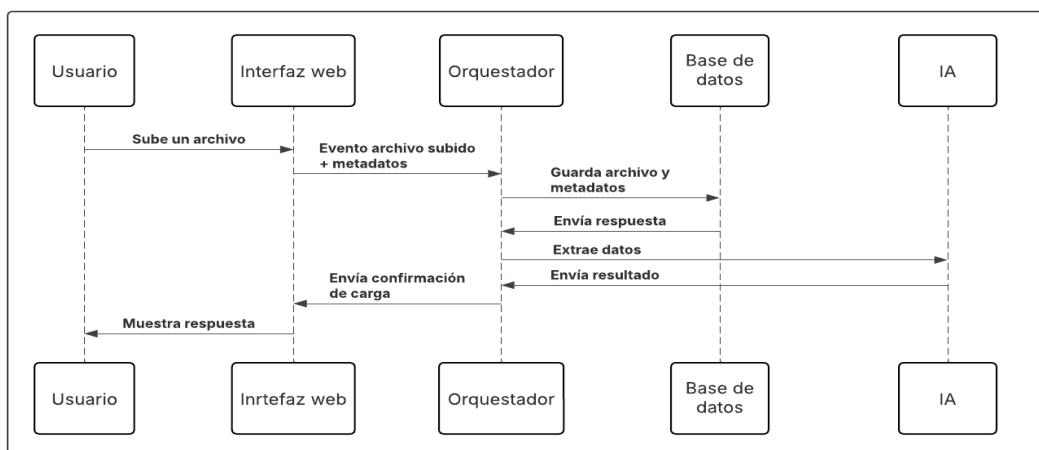 Usuario
Interfaz web
Orquestador
Base de
datos
IA
Sube un archivo
Evento archivo subido
+ metadatos
Guarda archivo y
metadatos
Envía respuesta
Extrae datos
Envía resultado
Envía confirmación
de carga
Muestra respuesta
Usuario
Inrtefaz web
Orquestador
Base de
datos
IA